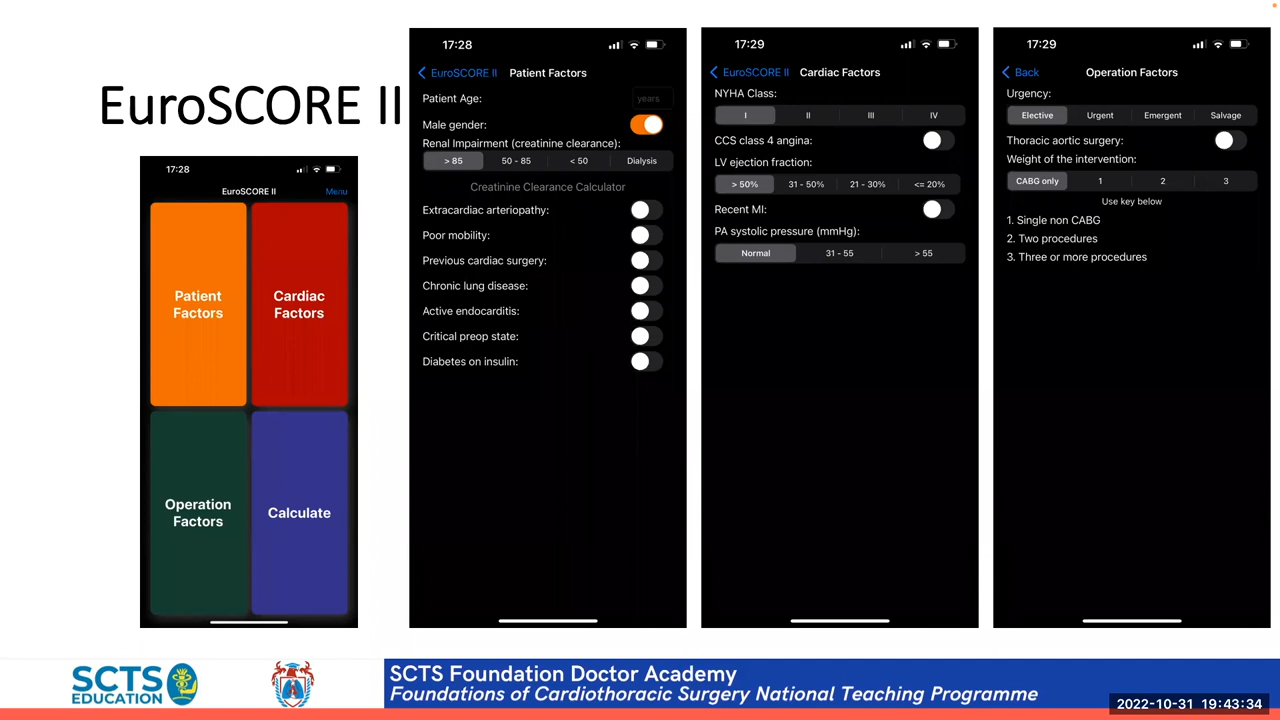 EuroSCORE II
17:28
EuroSCORE II
Menu
Patient
Factors
Cardiac
Factors
Operation
Factors
Calculate
17:28
EuroSCORE II
Patient Factors
Patient Age:
years
Male gender:
Renal Impairment (creatinine clearance):
> 85
50 - 85
< 50
Dialysis
Creatinine Clearance Calculator
Extracardiac arteriopathy:
Poor mobility:
Previous cardiac surgery:
Chronic lung disease:
Active endocarditis:
Critical preop state:
Diabetes on insulin:
17:29
EuroSCORE II
Cardiac Factors
NYHA Class:
I
II
III
IV
CCS class 4 angina:
LV ejection fraction:
> 50%
31 - 50%
21 - 30%
<= 20%
Recent MI:
PA systolic pressure (mmHg):
Normal
31 - 55
> 55
17:29
Back
Operation Factors
Urgency:
Elective
Urgent
Emergent
Salvage
Thoracic aortic surgery:
Weight of the intervention:
CABG only
1
2
3
Use key below
1. Single non CABG
2. Two procedures
3. Three or more procedures
SCTS
EDUCATION
SCTS Foundation Doctor Academy
Foundations of Cardiothoracic Surgery National Teaching Programme
2022-10-31 19:43:34